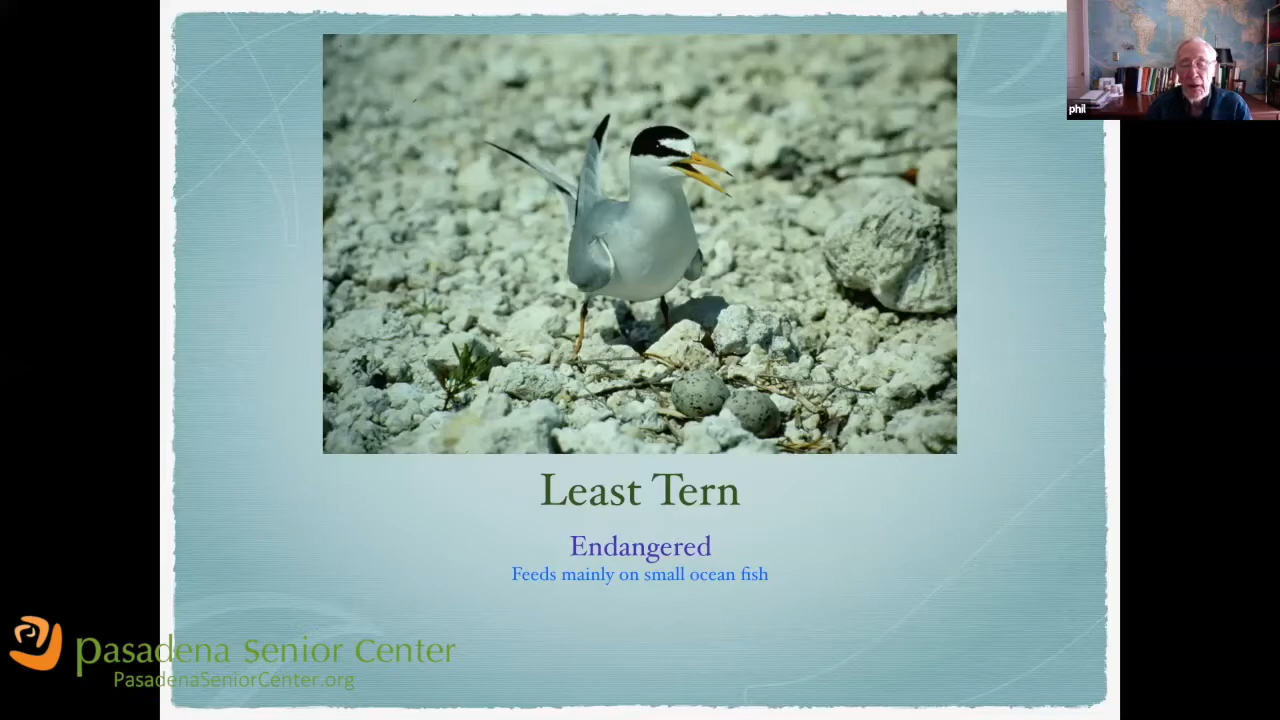 phil
Least Tern
Endangered
Feeds mainly on small ocean fish
pasadena Senior Center
PasadenaSeniorCenter.org